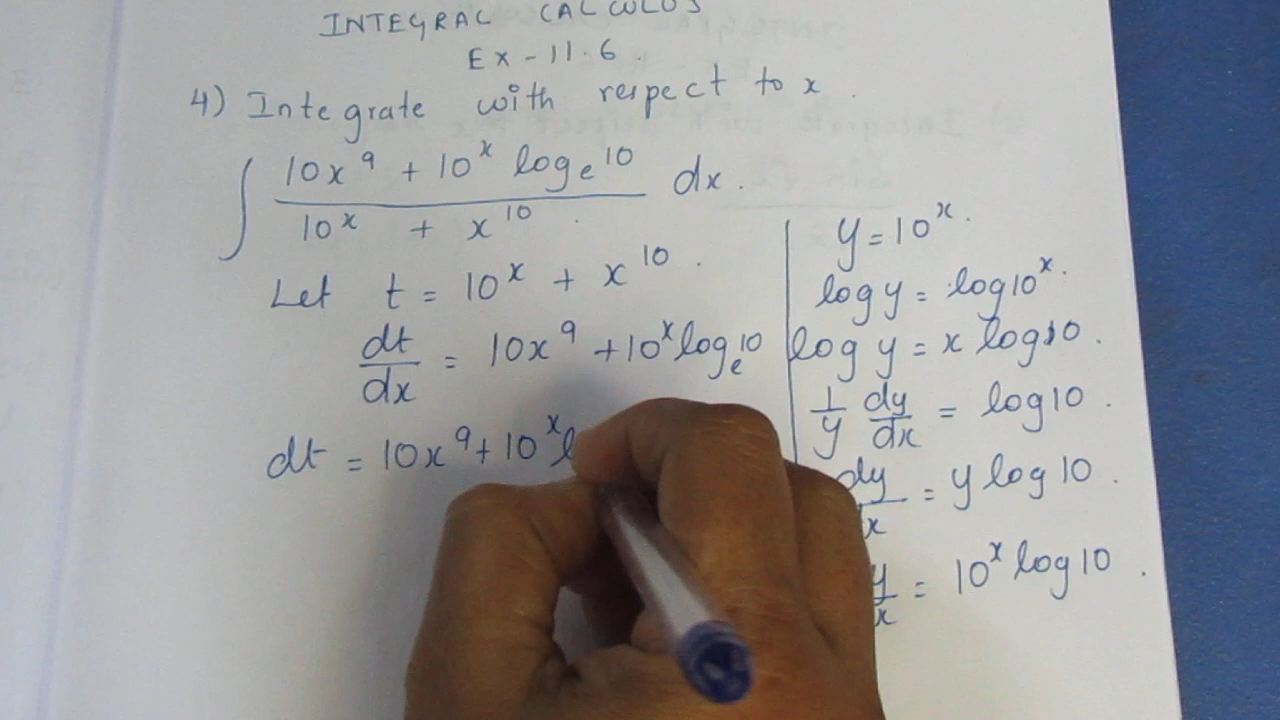 INTEGRAL CALCULUS
Ex - 11.6.
4) Integrate with respect to x.
∫ (10x⁹ + 10ˣ logₑ10) / (10ˣ + x¹⁰) dx.
Let t = 10ˣ + x¹⁰.
dt/dx = 10x⁹ + 10ˣ logₑ10
dt = 10x⁹ + 10ˣ l
y = 10ˣ.
log y = log 10ˣ.
log y = x log 10.
1/y dy/dx = log 10.
dy/x = y log 10.
y/x = 10ˣ log 10.